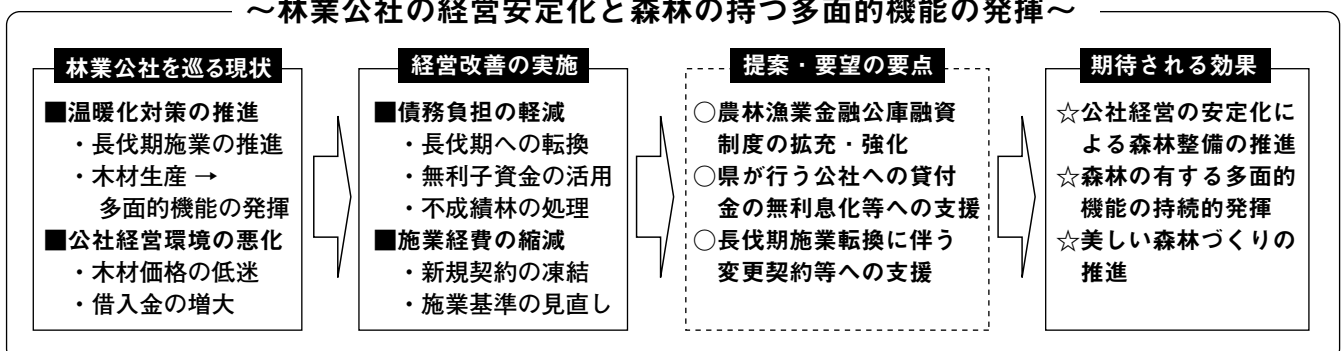 ～林業公社の経営安定化と森林の持つ多面的機能の発揮～
林業公社を巡る現状
■温暖化対策の推進
・長伐期施業の推進
・木材生産 →
多面的機能の発揮
■公社経営環境の悪化
・木材価格の低迷
・借入金の増大
経営改善の実施
■債務負担の軽減
・長伐期への転換
・無利子資金の活用
・不成績林の処理
■施業経費の縮減
・新規契約の凍結
・施業基準の見直し
提案・要望の要点
○農林漁業金融公庫融資
制度の拡充・強化
○県が行う公社への貸付
金の無利息化等への支援
○長伐期施業転換に伴う
変更契約等への支援
期待される効果
☆公社経営の安定化に
よる森林整備の推進
☆森林の有する多面的
機能の持続的発揮
☆美しい森林づくりの
推進